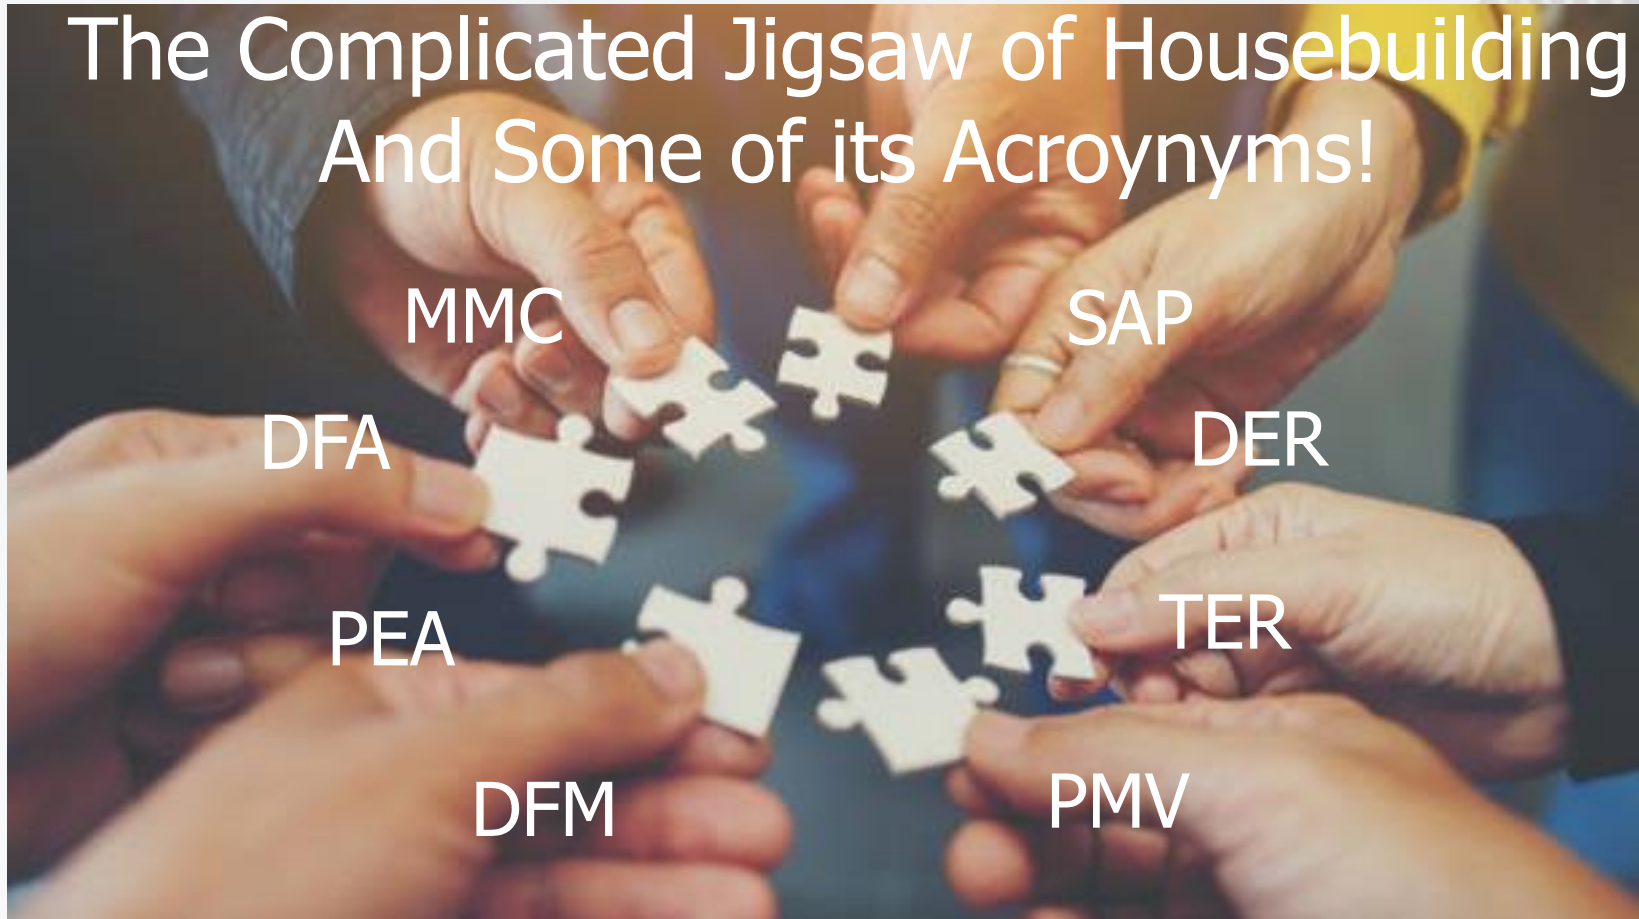 The Complicated Jigsaw of Housebuilding
And Some of its Acroynyms!
MMC
SAP
DFA
DER
PEA
TER
DFM
PMV